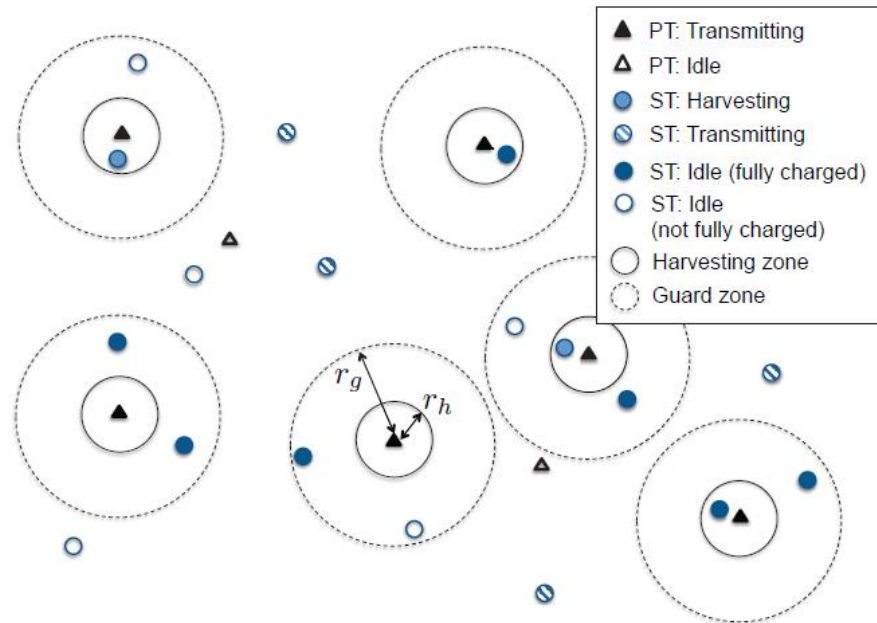 PT: Transmitting
PT: Idle
ST: Harvesting
ST: Transmitting
ST: Idle (fully charged)
ST: Idle
(not fully charged)
Harvesting zone
Guard zone
r_g
r_h